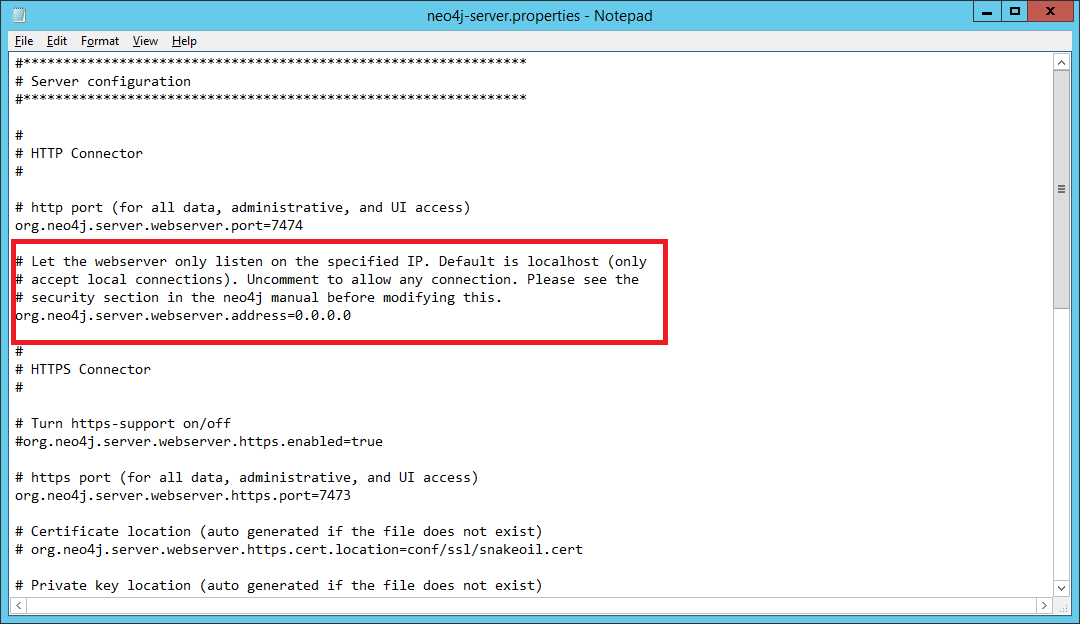 neo4j-server.properties - Notepad
File Edit Format View Help
#***************************************************************
# Server configuration
#***************************************************************
#
# HTTP Connector
#
# http port (for all data, administrative, and UI access)
org.neo4j.server.webserver.port=7474
# Let the webserver only listen on the specified IP. Default is localhost (only
# accept local connections). Uncomment to allow any connection. Please see the
# security section in the neo4j manual before modifying this.
org.neo4j.server.webserver.address=0.0.0.0
#
# HTTPS Connector
#
# Turn https-support on/off
#org.neo4j.server.webserver.https.enabled=true
# https port (for all data, administrative, and UI access)
org.neo4j.server.webserver.https.port=7473
# Certificate location (auto generated if the file does not exist)
# org.neo4j.server.webserver.https.cert.location=conf/ssl/snakeoil.cert
# Private key location (auto generated if the file does not exist)